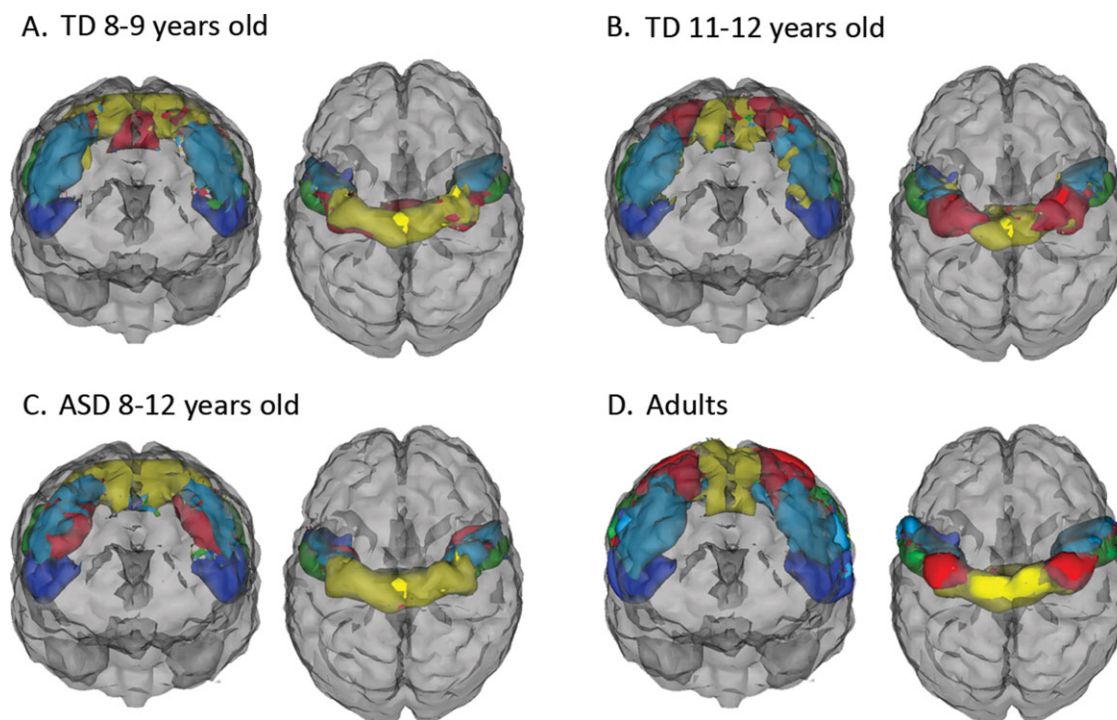 A. TD 8-9 years old
B. TD 11-12 years old
C. ASD 8-12 years old
D. Adults